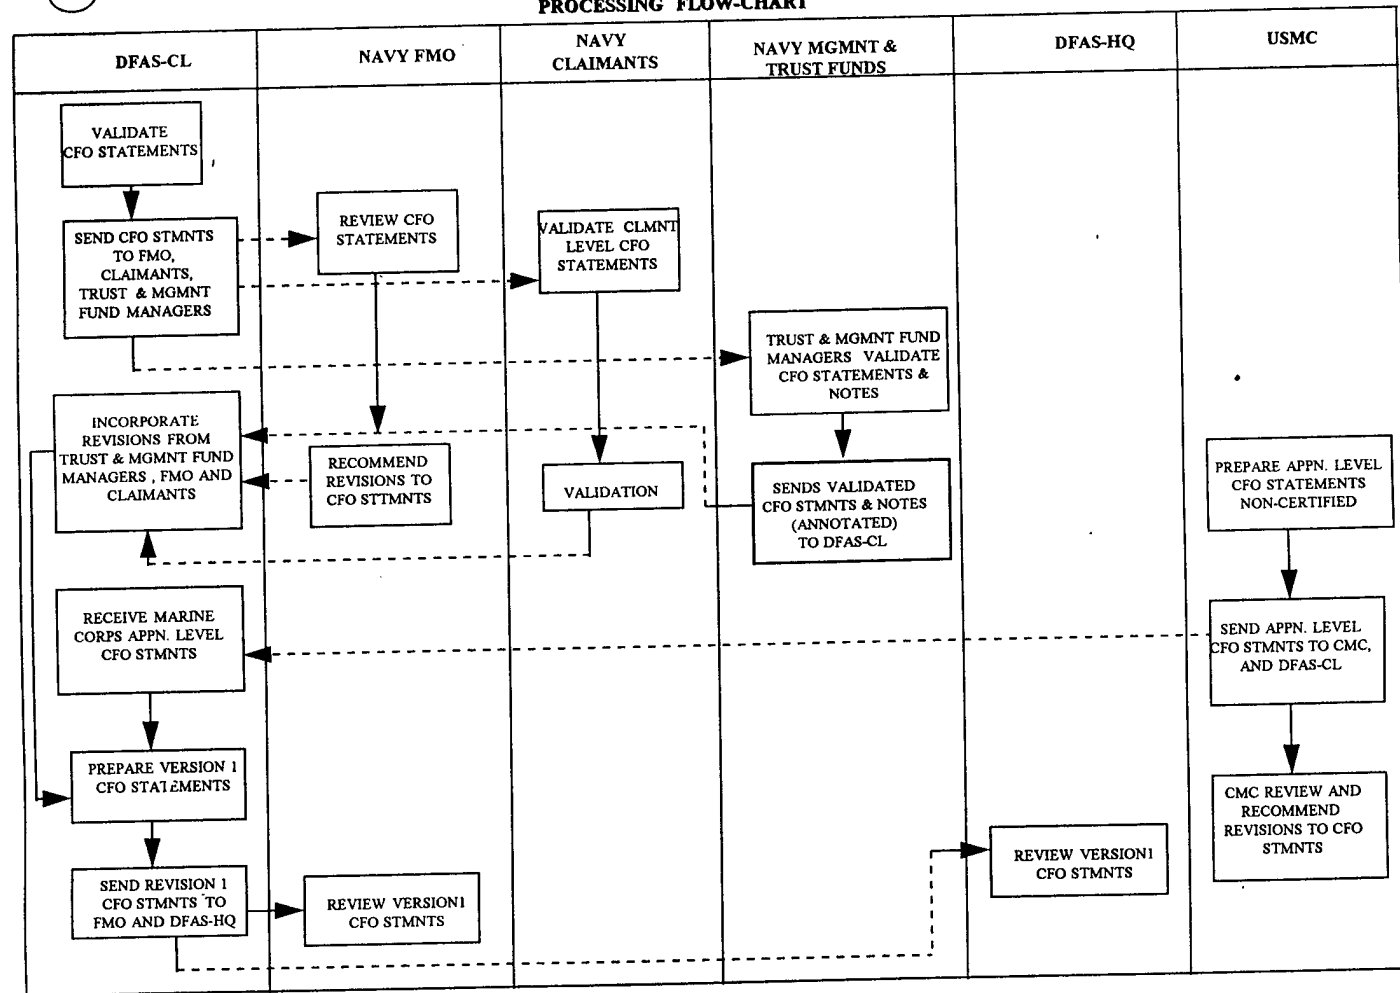 PROCESSING FLOW-CHART
DFAS-CL
NAVY FMO
NAVY
CLAIMANTS
NAVY MGMNT &
TRUST FUNDS
DFAS-HQ
USMC
VALIDATE
CFO STATEMENTS
SEND CFO STMNTS
TO FMO,
CLAIMANTS,
TRUST & MGMNT
FUND MANAGERS
REVIEW CFO
STATEMENTS
VALIDATE CLMNT
LEVEL CFO
STATEMENTS
TRUST & MGMNT FUND
MANAGERS VALIDATE
CFO STATEMENTS &
NOTES
INCORPORATE
REVISIONS FROM
TRUST & MGMNT FUND
MANAGERS , FMO AND
CLAIMANTS
RECOMMEND
REVISIONS TO
CFO STTMNTS
VALIDATION
SENDS VALIDATED
CFO STMNTS & NOTES
(ANNOTATED)
TO DFAS-CL
PREPARE APPN. LEVEL
CFO STATEMENTS
NON-CERTIFIED
RECEIVE MARINE
CORPS APPN. LEVEL
CFO STMNTS
SEND APPN. LEVEL
CFO STMNTS TO CMC,
AND DFAS-CL
PREPARE VERSION 1
CFO STATEMENTS
CMC REVIEW AND
RECOMMEND
REVISIONS TO CFO
STMNTS
SEND REVISION 1
CFO STMNTS TO
FMO AND DFAS-HQ
REVIEW VERSION1
CFO STMNTS
REVIEW VERSION1
CFO STMNTS